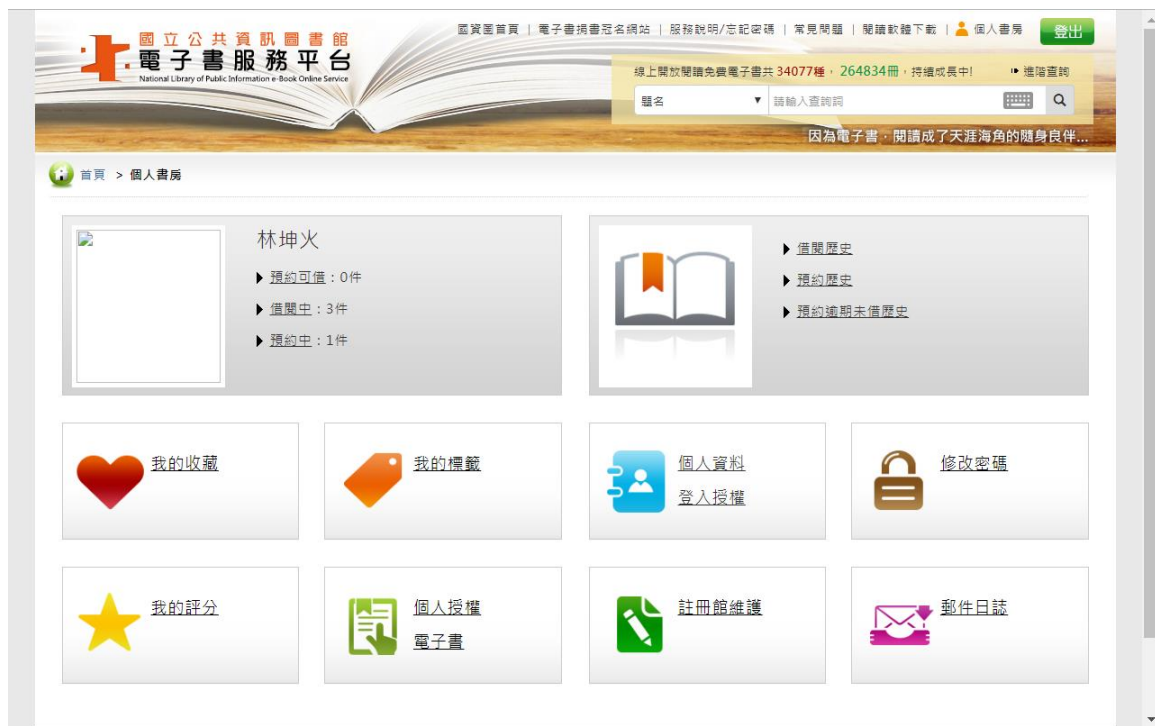 國資圖首頁 | 電子書捐書冠名網站 | 服務說明/忘記密碼 | 常見問題 | 閱讀軟體下載 | 個人書房 登出
國立公共資訊圖書館
電子書服務平台
National Library of Public Information e-Book Online Service
線上開放閱讀免費電子書共 34077種，264834冊，持續成長中! 進階查詢
題名 請輸入查詢詞
因為電子書，閱讀成了天涯海角的隨身良伴...
首頁 > 個人書房
林坤火
預約可借：0件
借閱中：3件
預約中：1件
借閱歷史
預約歷史
預約逾期未借歷史
我的收藏
我的標籤
個人資料
登入授權
修改密碼
我的評分
個人授權
電子書
註冊館維護
郵件日誌